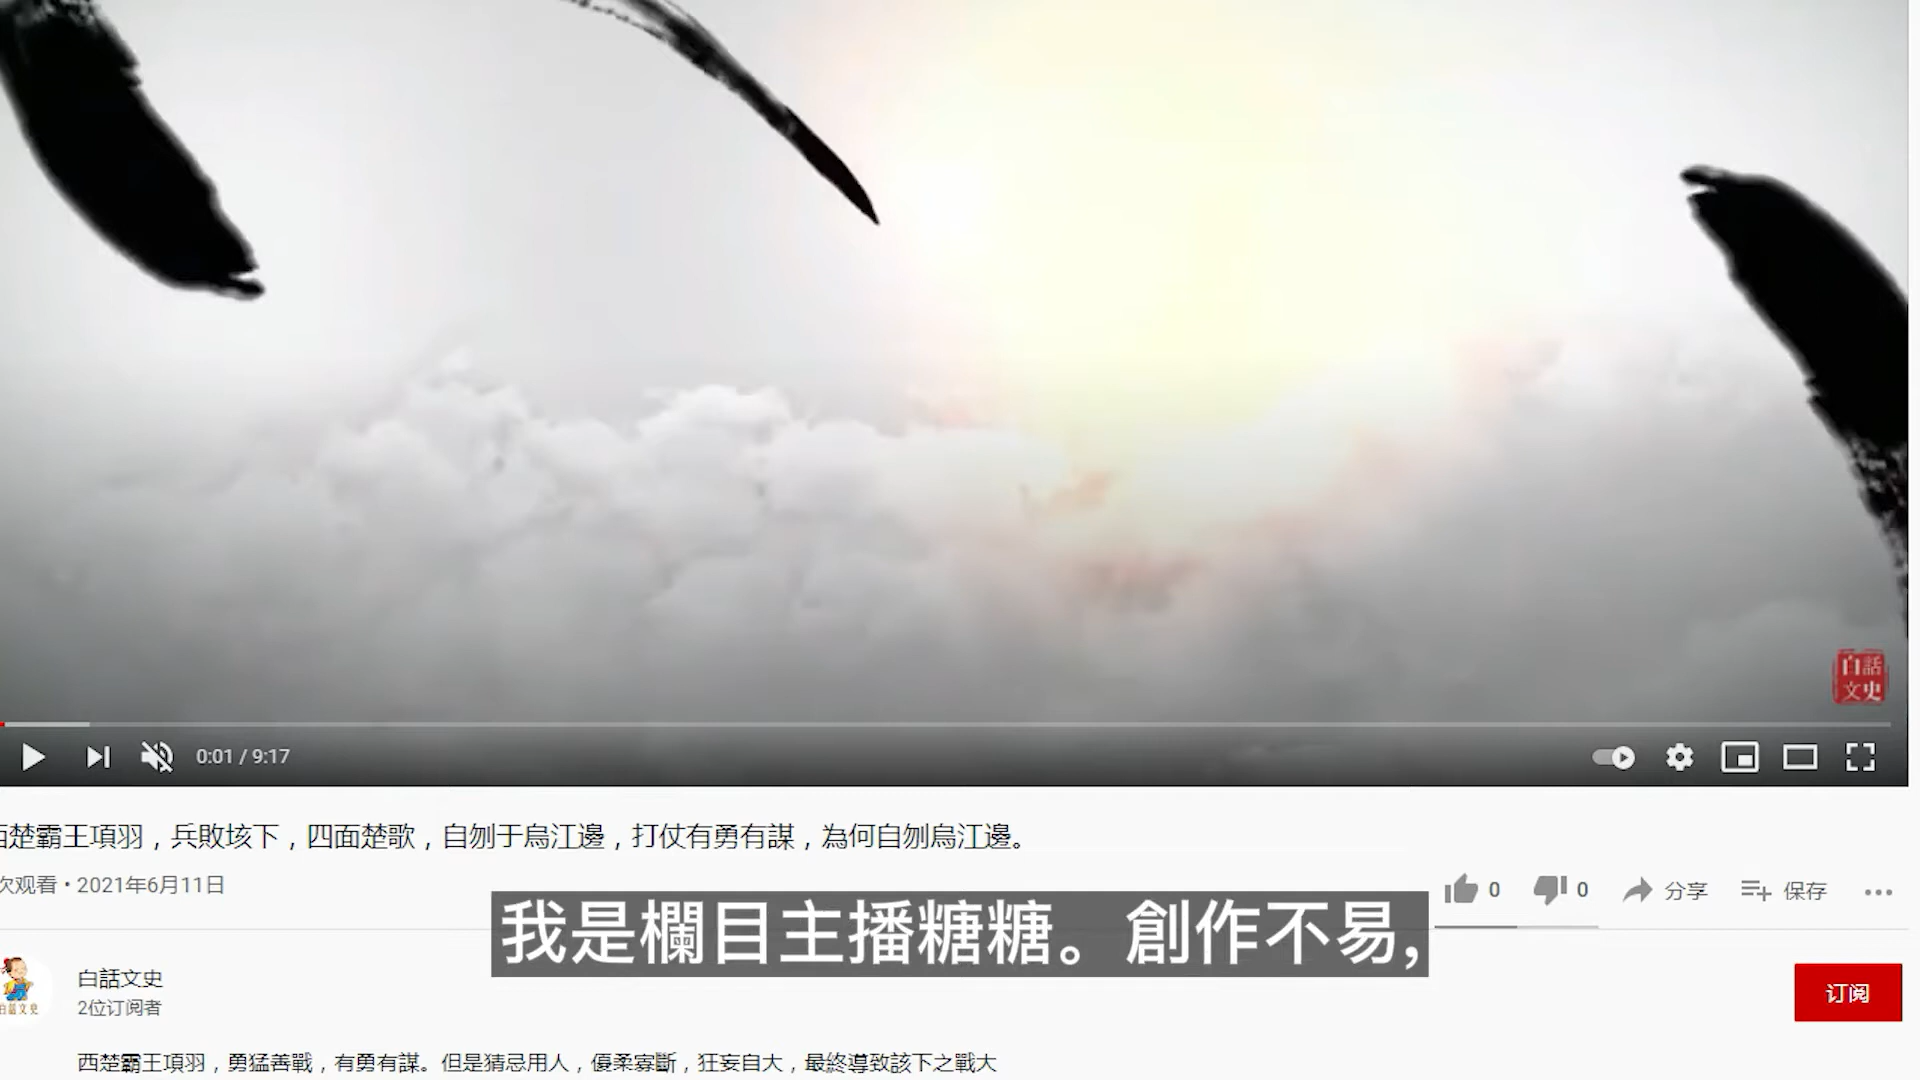 白話
文史
0:01 / 9:17
西楚霸王項羽，兵敗垓下，四面楚歌，自刎于烏江邊，打仗有勇有謀，為何自刎烏江邊。
次观看 • 2021年6月11日
0
0
分享
保存
我是欄目主播糖糖。創作不易，
白話文史
白話文史
2位订阅者
订阅
西楚霸王項羽，勇猛善戰，有勇有謀。但是猜忌用人，優柔寡斷，狂妄自大，最終導致該下之戰大